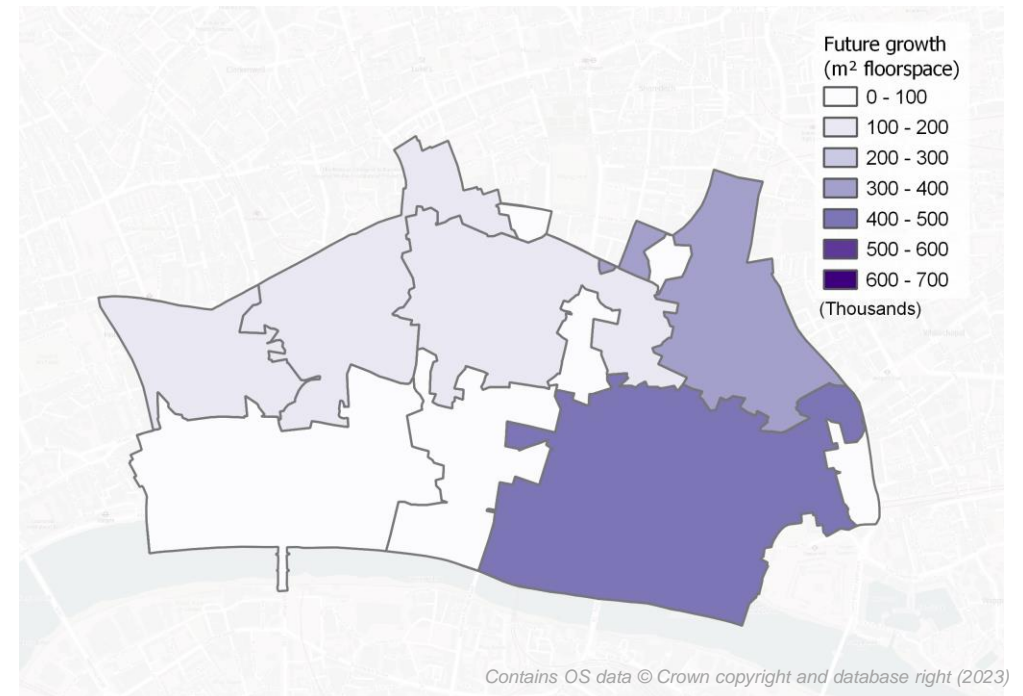 Future growth
(m² floorspace)
0 - 100
100 - 200
200 - 300
300 - 400
400 - 500
500 - 600
600 - 700
(Thousands)
Contains OS data © Crown copyright and database right (2023)